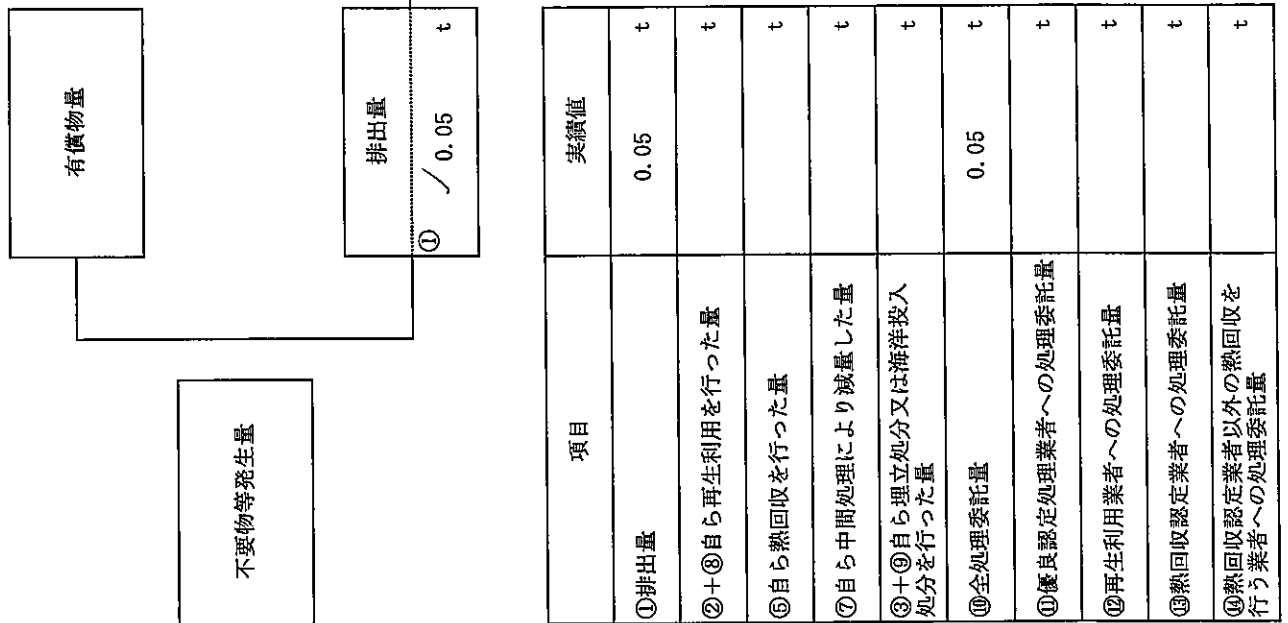 有償物量
不要物等発生量
排出量
① 0.05 t
項目 実績値
①排出量 0.05 t
②+⑧自ら再生利用を行った量 t
⑤自ら熱回収を行った量 t
⑦自ら中間処理により減量した量 t
③+⑨自ら埋立処分又は海洋投入
処分を行った量 t
⑩全処理委託量 0.05 t
⑪優良認定処理業者への処理委託量 t
⑫再生利用業者への処理委託量 t
⑬熱回収認定業者への処理委託量 t
⑭熱回収認定業者以外の熱回収を
行う業者への処理委託量 t